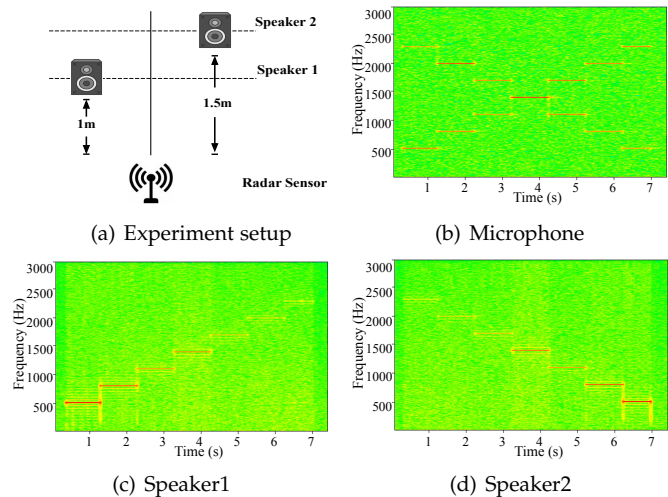 Speaker 2
Speaker 1
1m
1.5m
Radar Sensor
(a) Experiment setup
3000
2500
2000
1500
1000
500
Frequency (Hz)
1 2 3 4 5 6 7
Time (s)
(b) Microphone
3000
2500
2000
1500
1000
500
Frequency (Hz)
1 2 3 4 5 6 7
Time (s)
(c) Speaker1
3000
2500
2000
1500
1000
500
Frequency (Hz)
1 2 3 4 5 6 7
Time (s)
(d) Speaker2